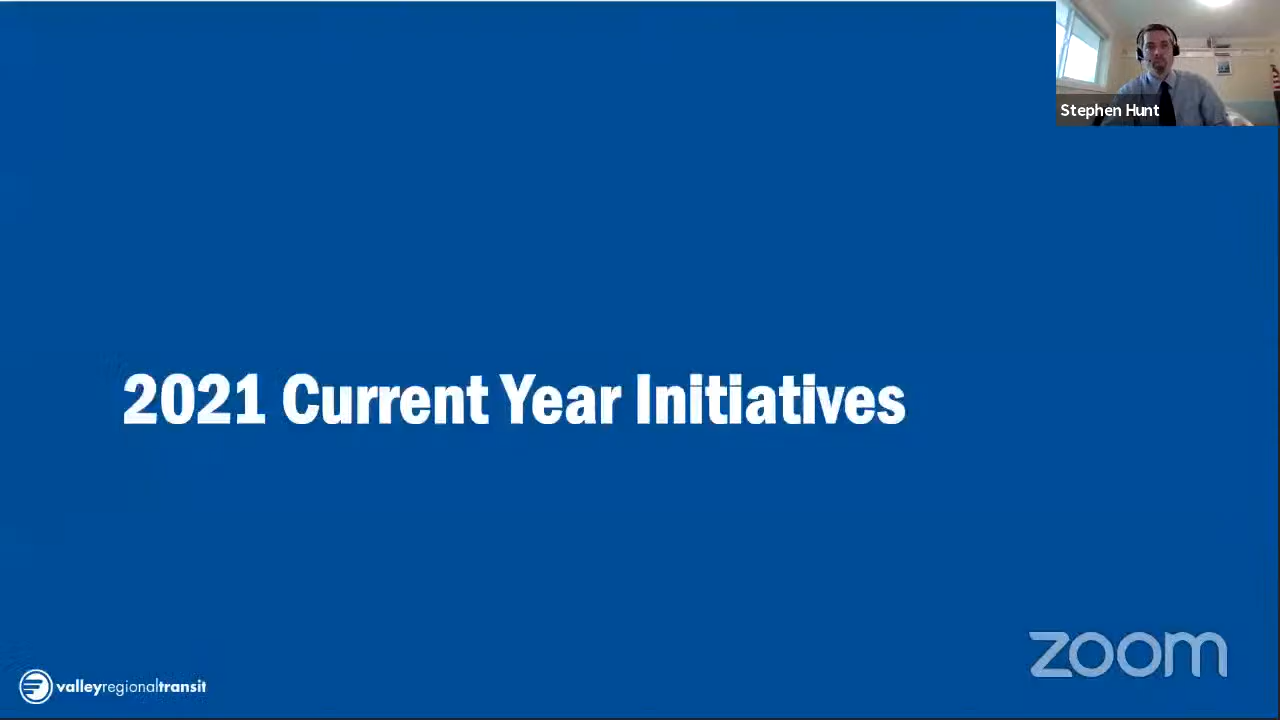 Stephen Hunt
2021 Current Year Initiatives
zoom
valleyregionaltransit